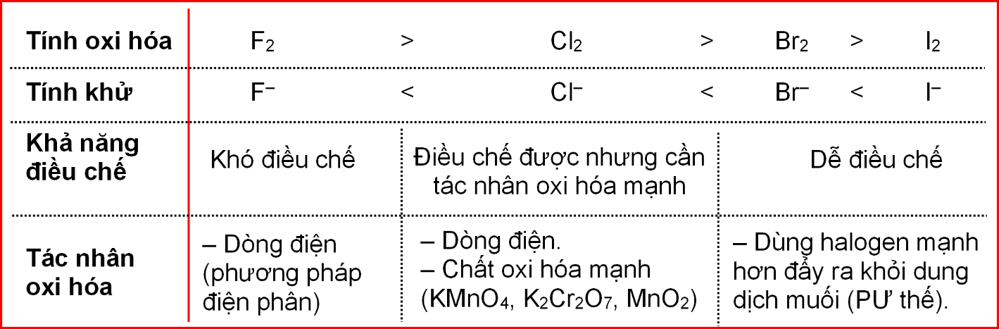 Tính oxi hóa F₂ > Cl₂ > Br₂ > I₂
Tính khử F⁻ < Cl⁻ < Br⁻ < I⁻
Khả năng
điều chế
Khó điều chế
Điều chế được nhưng cần
tác nhân oxi hóa mạnh
Dễ điều chế
Tác nhân
oxi hóa
– Dòng điện
(phương pháp
điện phân)
– Dòng điện.
– Chất oxi hóa mạnh
(KMnO₄, K₂Cr₂O₇, MnO₂)
– Dùng halogen mạnh
hơn đẩy ra khỏi dung
dịch muối (PƯ thế).